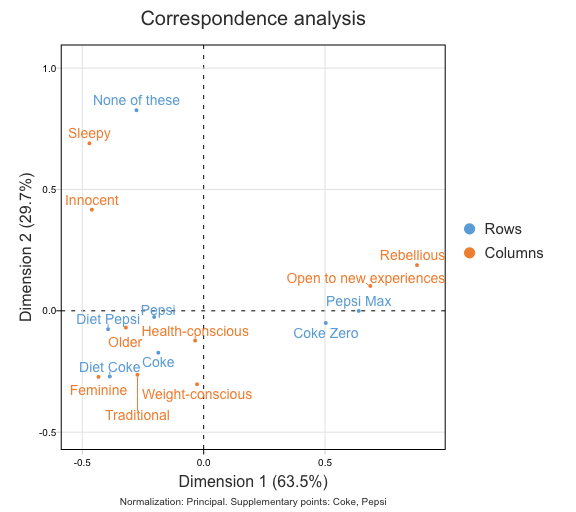 Correspondence analysis
1.0
None of these
Sleepy
0.5
Innocent
Rebellious
Open to new experiences
Pepsi Max
0.0
Pepsi
Diet Pepsi
Health-conscious
Coke Zero
Older
Coke
Diet Coke
Feminine
Weight-conscious
Traditional
-0.5
-0.5
0.0
0.5
Dimension 1 (63.5%)
Dimension 2 (29.7%)
Rows
Columns
Normalization: Principal. Supplementary points: Coke, Pepsi